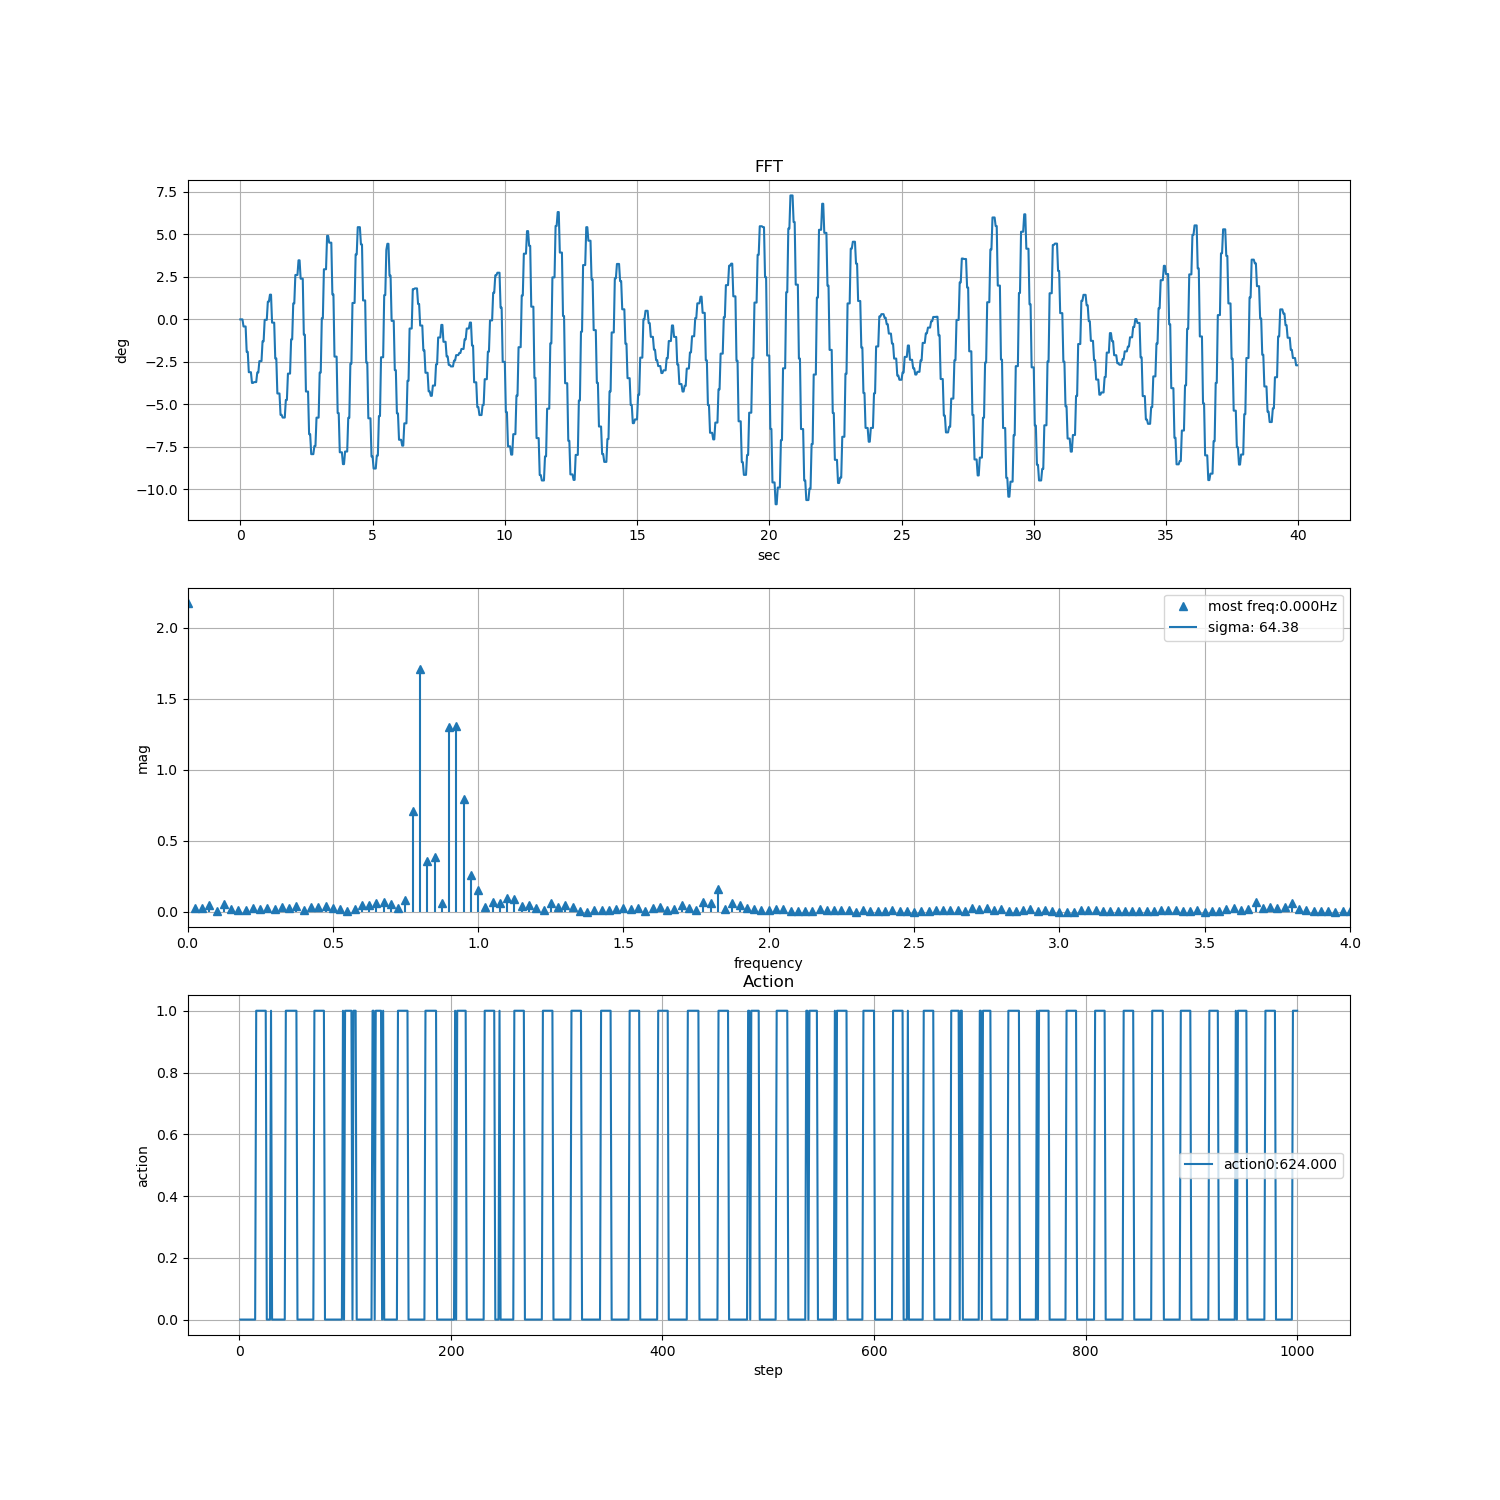 FFT
7.5
5.0
2.5
0.0
−2.5
−5.0
−7.5
−10.0
deg
0 5 10 15 20 25 30 35 40
sec
most freq:0.000Hz
sigma: 64.38
2.0
1.5
1.0
0.5
0.0
mag
0.0 0.5 1.0 1.5 2.0 2.5 3.0 3.5 4.0
frequency
Action
1.0
0.8
0.6
0.4
0.2
0.0
action
action0:624.000
0 200 400 600 800 1000
step